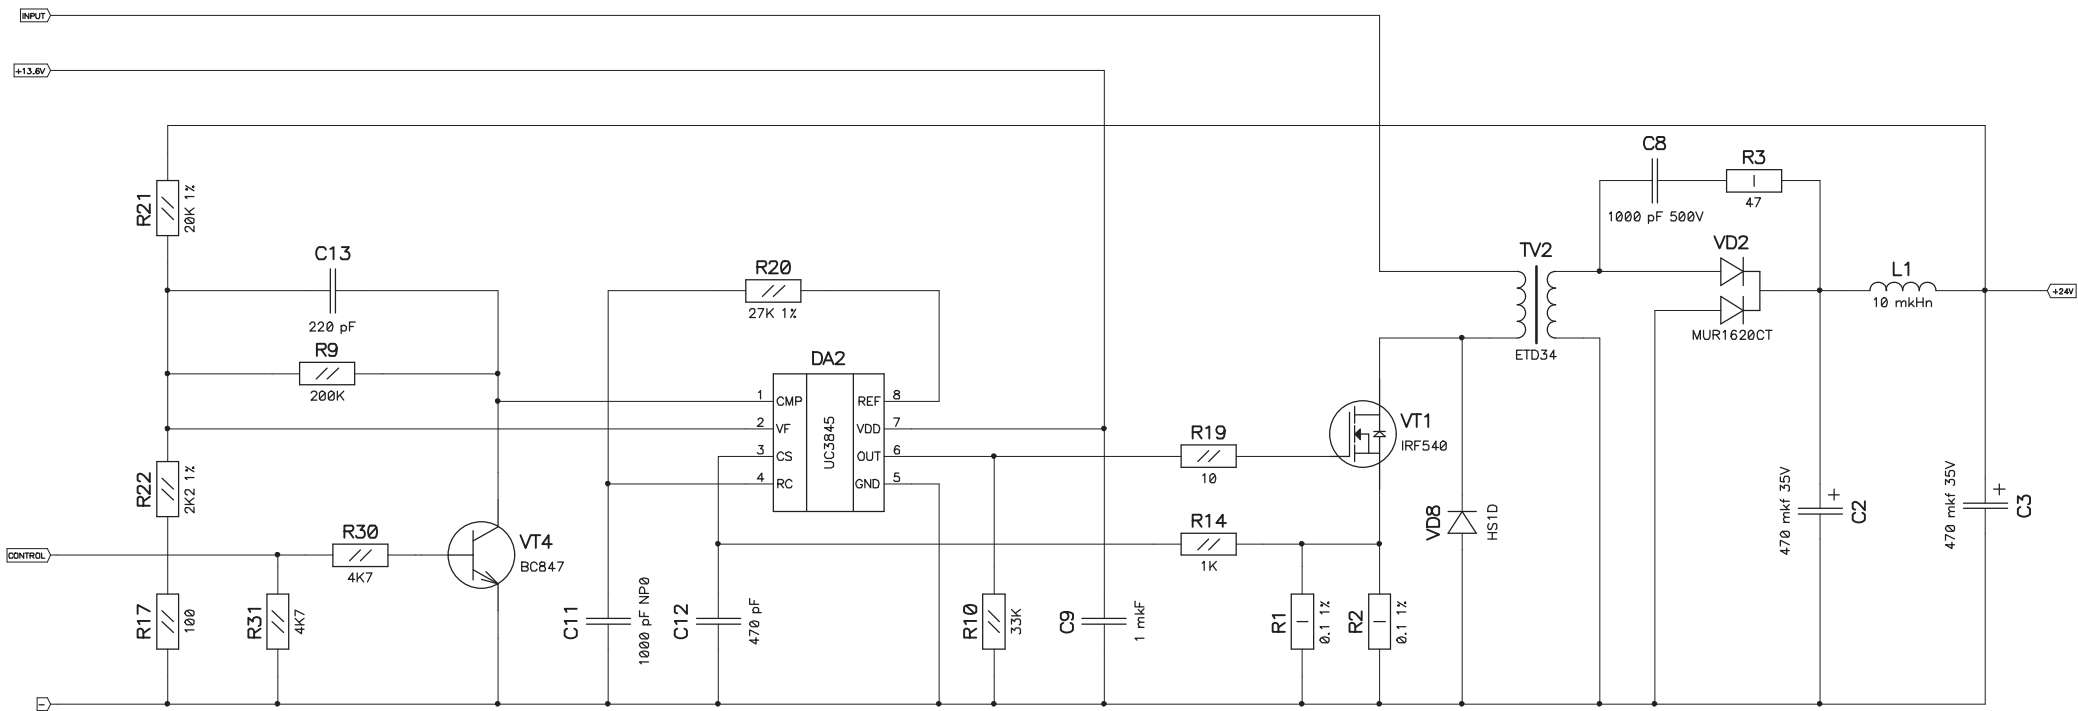 INPUT
+13.6V
C8
R3
1000 pF 500V
47
R21
20K 1%
C13
220 pF
TV2
VD2
L1
10 mkHn
+24V
R20
27K 1%
MUR1620CT
ETD34
R9
200K
DA2
1 CMP REF 8
2 VF VDD 7
3 CS OUT 6
4 RC GND 5
UC3845
VT1
IRF540
R19
10
R22
2K2 1%
R14
1K
VD8
HS1D
470 mkf 35V
+
C2
470 mkf 35V
+
C3
CONTROL
R30
4K7
VT4
BC847
R17
100
R31
4K7
C11
1000 pF NP0
C12
470 pF
R10
33K
C9
1 mkF
R1
0.1 1%
R2
0.1 1%
-